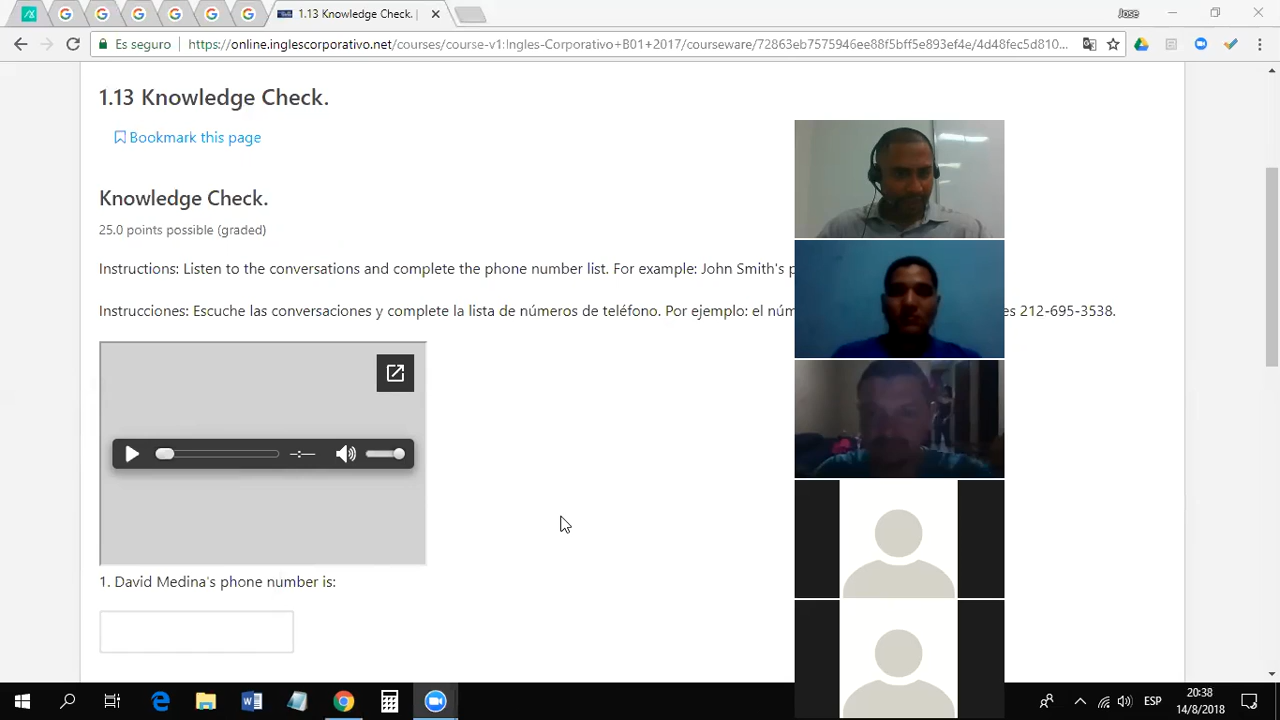 1.13 Knowledge Check. |
Jose
Es seguro
https://online.inglescorporativo.net/courses/course-v1:Ingles-Corporativo+B01+2017/courseware/72863eb7575946ee88f5bff5e893ef4e/4d48fec5d810...
1.13 Knowledge Check.
Bookmark this page
Knowledge Check.
25.0 points possible (graded)
Instructions: Listen to the conversations and complete the phone number list. For example: John Smith's p
Instrucciones: Escuche las conversaciones y complete la lista de números de teléfono. Por ejemplo: el núm es 212-695-3538.
-:--
1. David Medina's phone number is:
ESP
20:38
14/8/2018